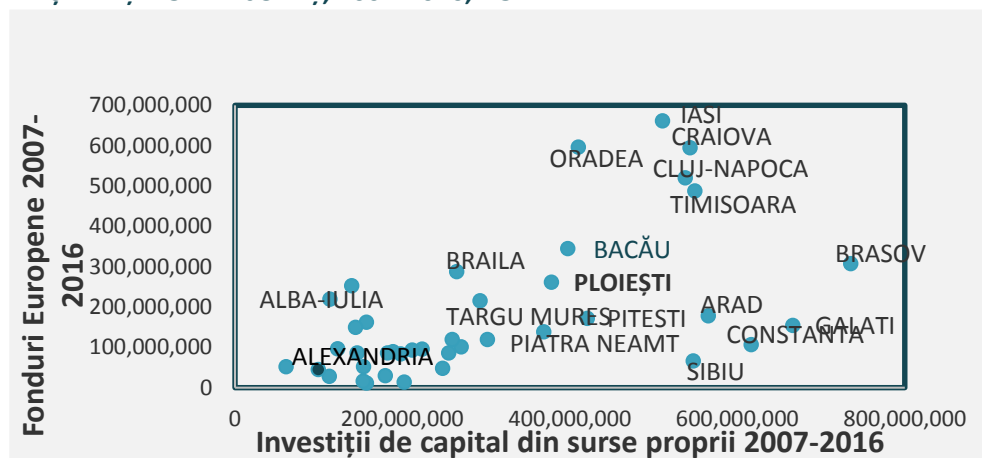 700,000,000
600,000,000
500,000,000
400,000,000
300,000,000
200,000,000
100,000,000
0
Fonduri Europene 2007-
2016
IASI
CRAIOVA
ORADEA
CLUJ-NAPOCA
TIMISOARA
BACĂU
BRASOV
BRAILA
PLOIEȘTI
ALBA-IULIA
ARAD
TARGU MURES
PITESTI
GALATI
CONSTANTA
PIATRA NEAMT
ALEXANDRIA
SIBIU
0
200,000,000
400,000,000
600,000,000
800,000,000
Investiții de capital din surse proprii 2007-2016